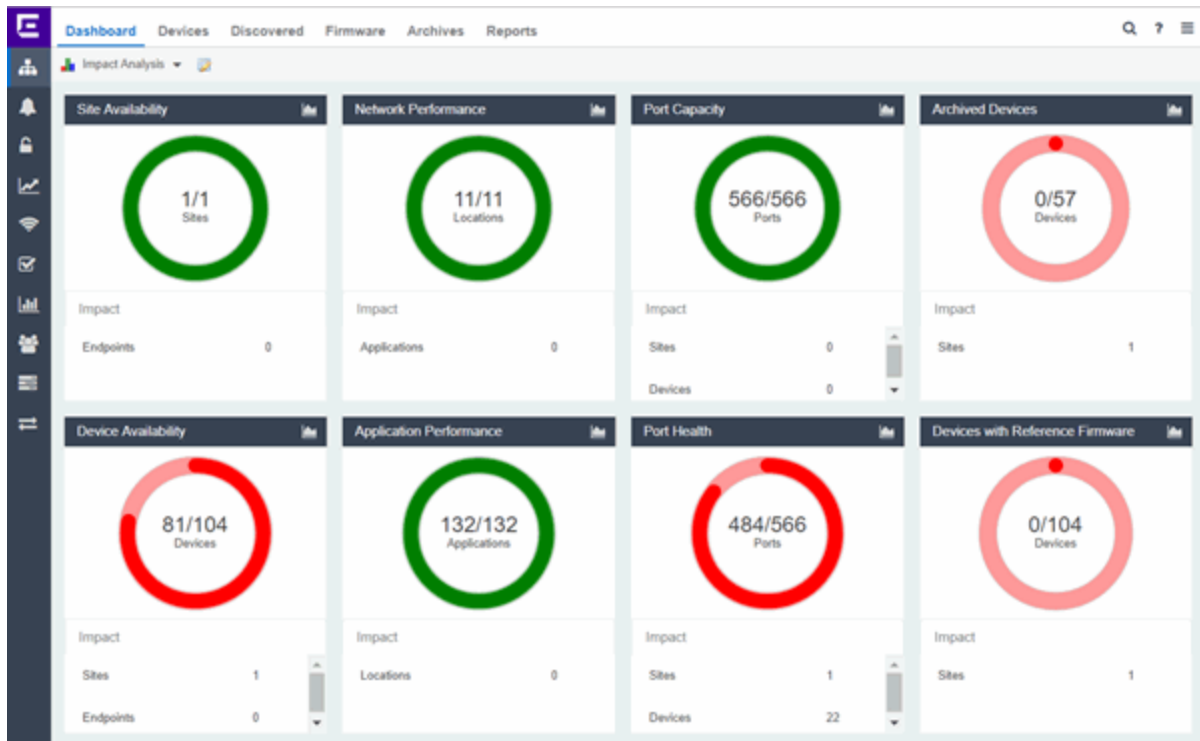 Dashboard Devices Discovered Firmware Archives Reports
?
Impact Analysis
Site Availability
1/1
Sites
Impact
Endpoints 0
Network Performance
11/11
Locations
Impact
Applications 0
Port Capacity
566/566
Ports
Impact
Sites 0
Devices 0
Archived Devices
0/57
Devices
Impact
Sites 1
Device Availability
81/104
Devices
Impact
Sites 1
Endpoints 0
Application Performance
132/132
Applications
Impact
Locations 0
Port Health
484/566
Ports
Impact
Sites 1
Devices 22
Devices with Reference Firmware
0/104
Devices
Impact
Sites 1